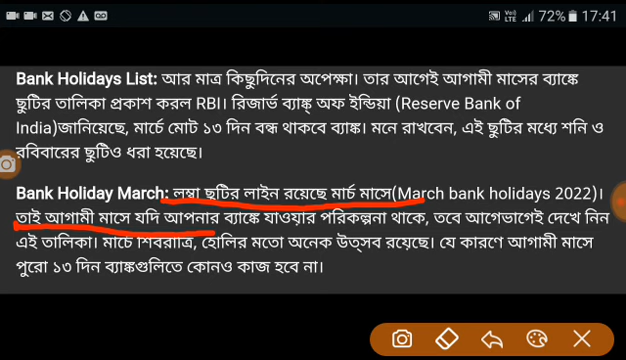 72% 17:41
Bank Holidays List: আর মাত্র কিছুদিনের অপেক্ষা। তার আগেই আগামী মাসের ব্যাঙ্কে
ছুটির তালিকা প্রকাশ করল RBI। রিজার্ভ ব্যাঙ্ক অফ ইন্ডিয়া (Reserve Bank of
India)জানিয়েছে, মার্চে মোট ১৩ দিন বন্ধ থাকবে ব্যাঙ্ক। মনে রাখবেন, এই ছুটির মধ্যে শনি ও
রবিবারের ছুটিও ধরা হয়েছে।
Bank Holiday March: লম্বা ছুটির লাইন রয়েছে মার্চ মাসে(March bank holidays 2022)।
তাই আগামী মাসে যদি আপনার ব্যাঙ্কে যাওয়ার পরিকল্পনা থাকে, তবে আগেভাগেই দেখে নিন
এই তালিকা। মার্চে শিবরাত্রি, হোলির মতো অনেক উত্সব রয়েছে। যে কারণে আগামী মাসে
পুরো ১৩ দিন ব্যাঙ্কগুলিতে কোনও কাজ হবে না।